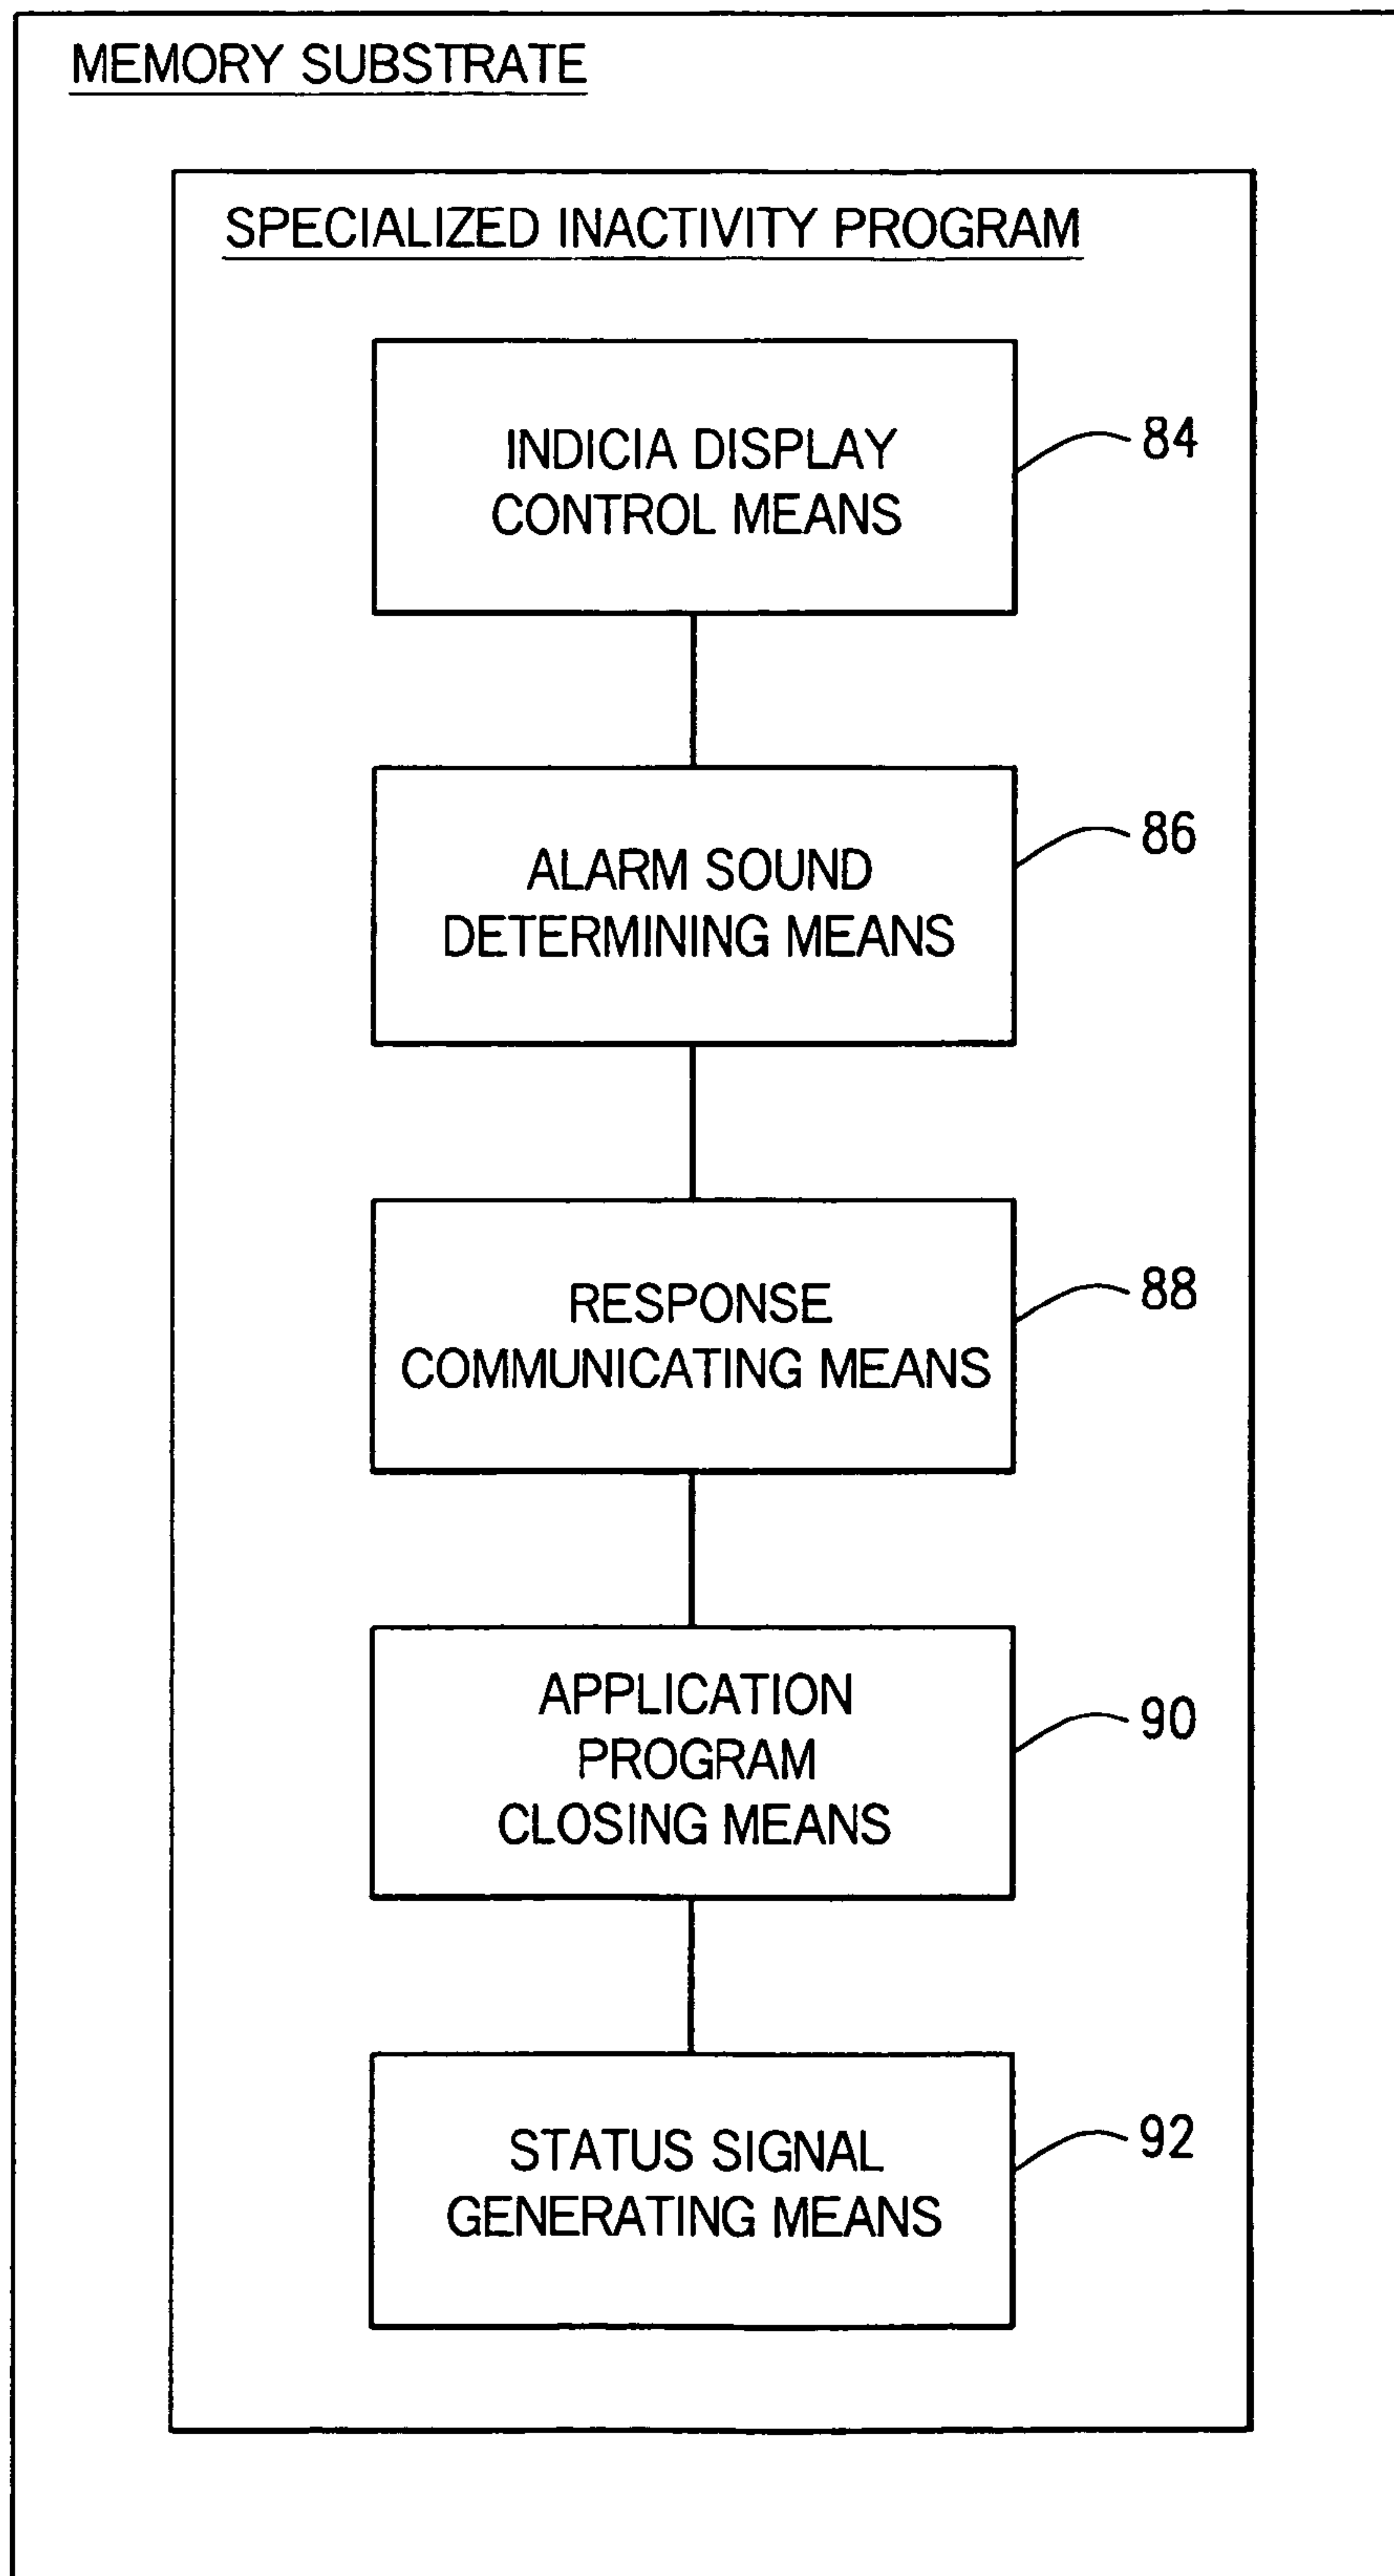 MEMORY SUBSTRATE
SPECIALIZED INACTIVITY PROGRAM
INDICIA DISPLAY
CONTROL MEANS
84
ALARM SOUND
DETERMINING MEANS
86
RESPONSE
COMMUNICATING MEANS
88
APPLICATION
PROGRAM
CLOSING MEANS
90
STATUS SIGNAL
GENERATING MEANS
92